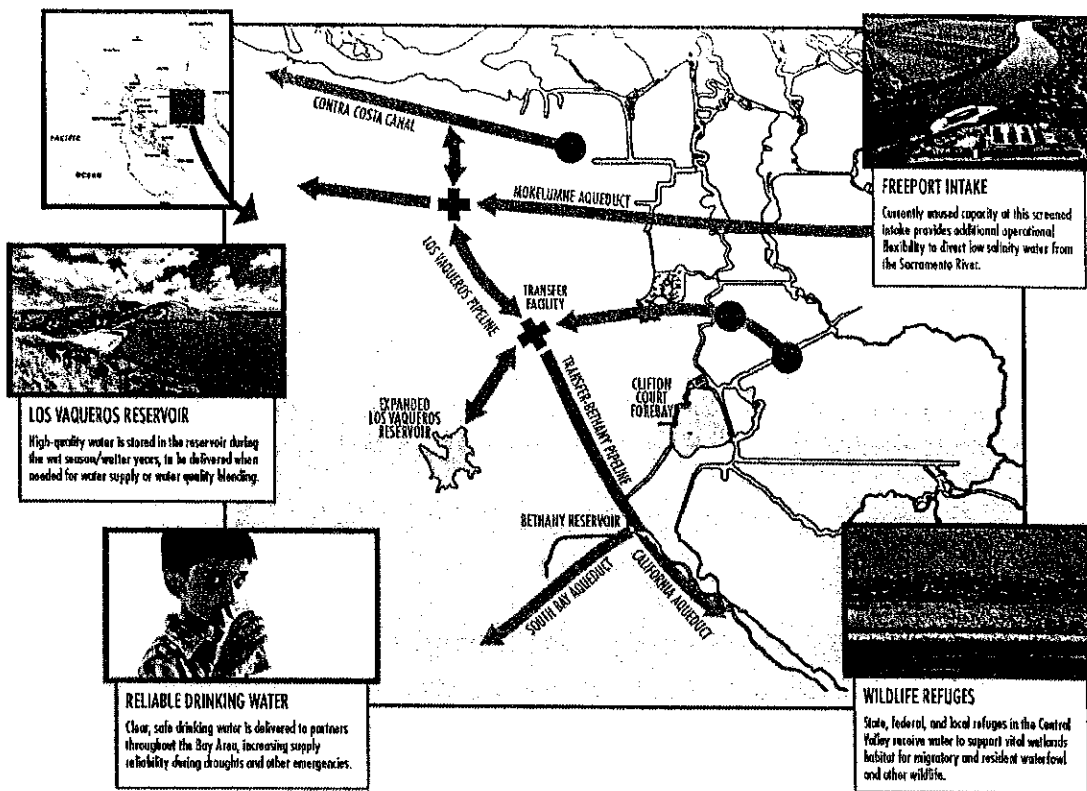 PACIFIC
OCEAN
CONTRA COSTA CANAL
MOKELUMNE AQUEDUCT
LOS VAQUEROS PIPELINE
TRANSFER
FACILITY
TRANSFER-BETHANY PIPELINE
CLIFTON
COURT
FOREBAY
EXPANDED
LOS VAQUEROS
RESERVOIR
BETHANY RESERVOIR
SOUTH BAY AQUEDUCT
CALIFORNIA AQUEDUCT
FREEPORT INTAKE
Currently unused capacity at this screened
intake provides additional operational
flexibility to direct low salinity water from
the Sacramento River.
LOS VAQUEROS RESERVOIR
High-quality water is stored in the reservoir during
the wet season/wetter years, to be delivered when
needed for water supply or water quality blending.
RELIABLE DRINKING WATER
Clear, safe drinking water is delivered to partners
throughout the Bay Area, increasing supply
reliability during droughts and other emergencies.
WILDLIFE REFUGES
State, federal, and local refuges in the Central
Valley receive water to support vital wetlands
habitat for migratory and resident waterfowl
and other wildlife.